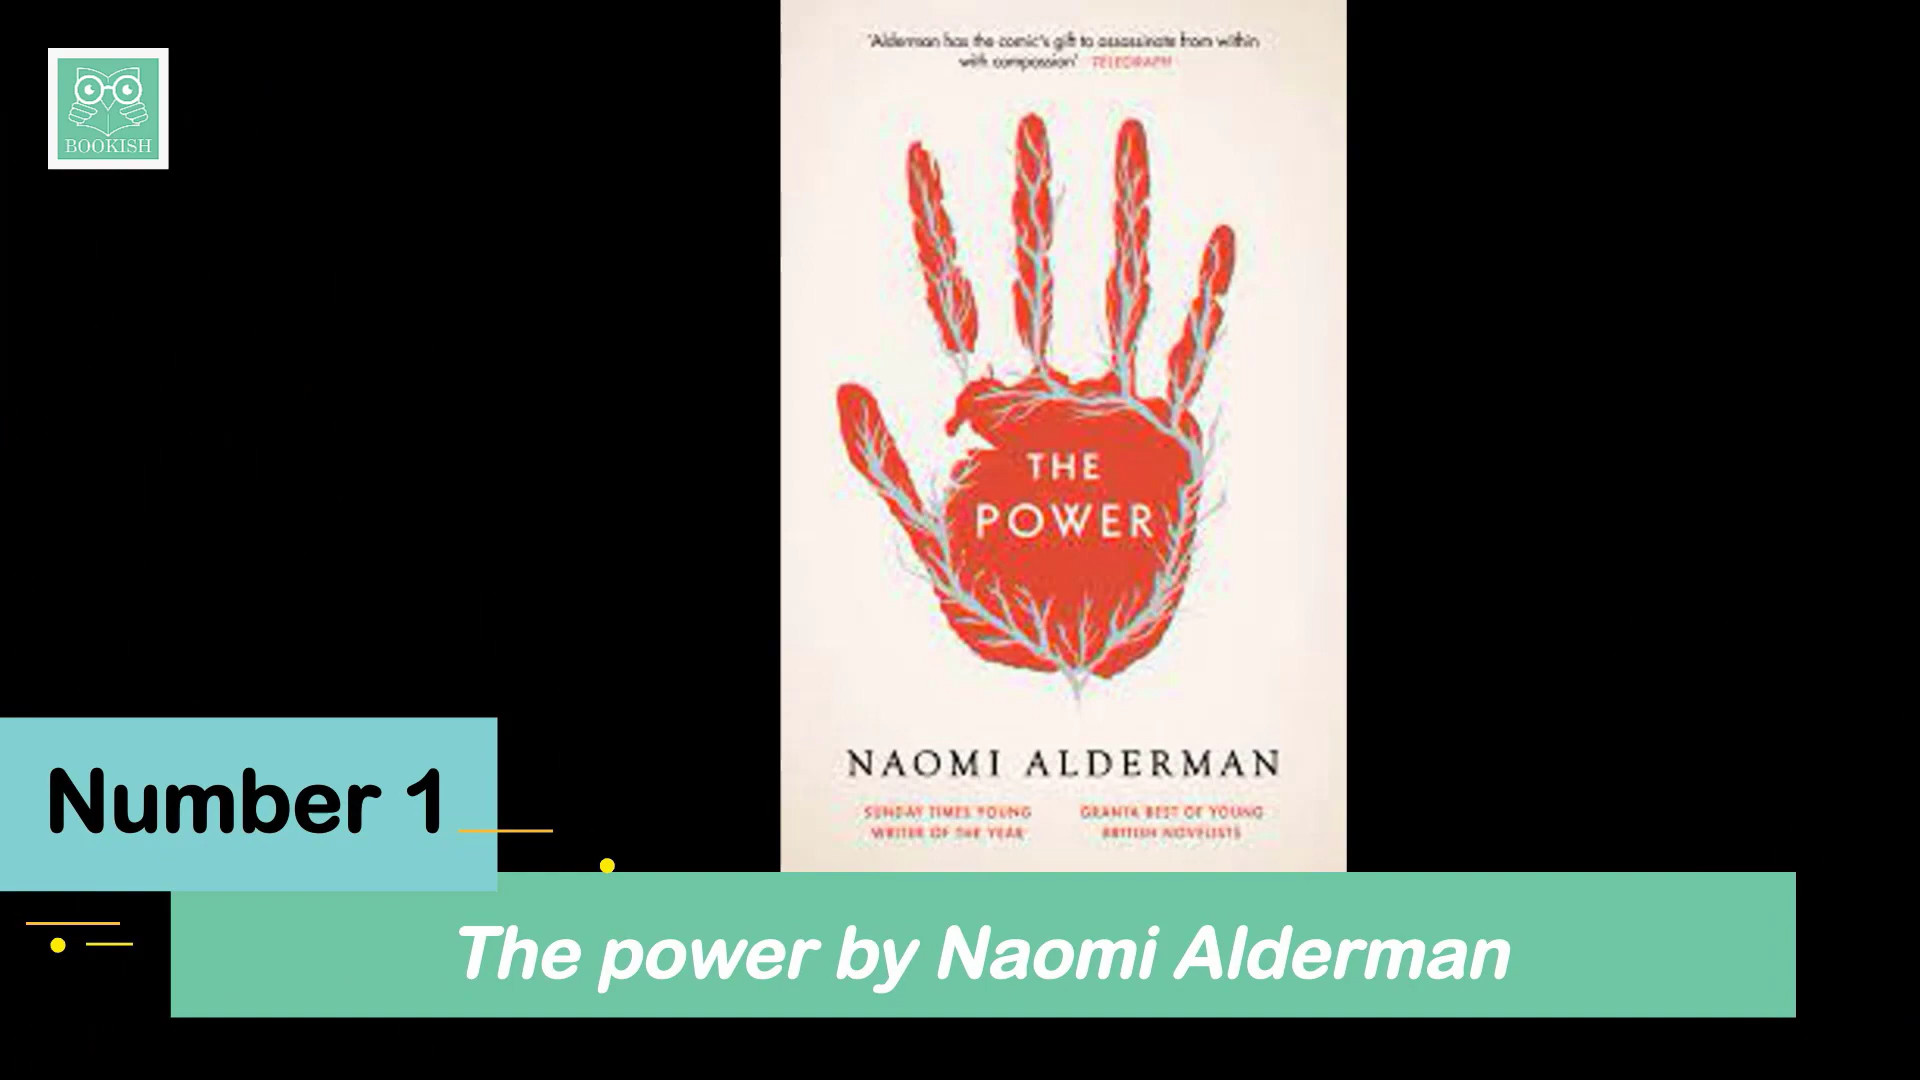 'Alderman has the comic's gift to assassinate from within
with compassion' TELEGRAPH
BOOKISH
THE
POWER
NAOMI ALDERMAN
SUNDAY TIMES YOUNG
WRITER OF THE YEAR
GRANTA BEST OF YOUNG
BRITISH NOVELISTS
Number 1
The power by Naomi Alderman